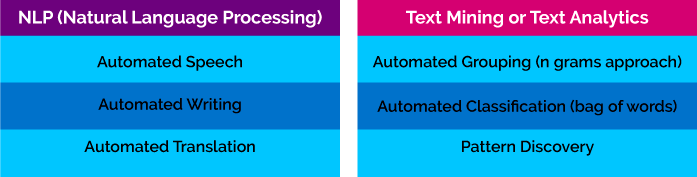 NLP (Natural Language Processing)
Automated Speech
Automated Writing
Automated Translation
Text Mining or Text Analytics
Automated Grouping (n grams approach)
Automated Classification (bag of words)
Pattern Discovery